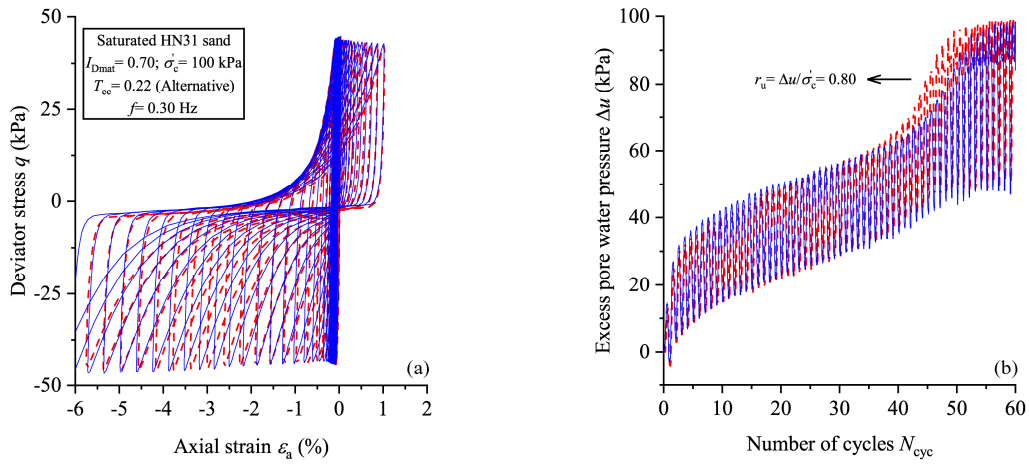 Saturated HN31 sand
I_Dmat= 0.70; σ'_c= 100 kPa
T_cc= 0.22 (Alternative)
f= 0.30 Hz
50
25
0
-25
-50
Deviator stress q (kPa)
-6 -5 -4 -3 -2 -1 0 1 2
Axial strain ε_a (%)
(a)
100
80
60
40
20
0
Excess pore water pressure Δu (kPa)
r_u= Δu/σ'_c= 0.80
0 10 20 30 40 50 60
Number of cycles N_cyc
(b)